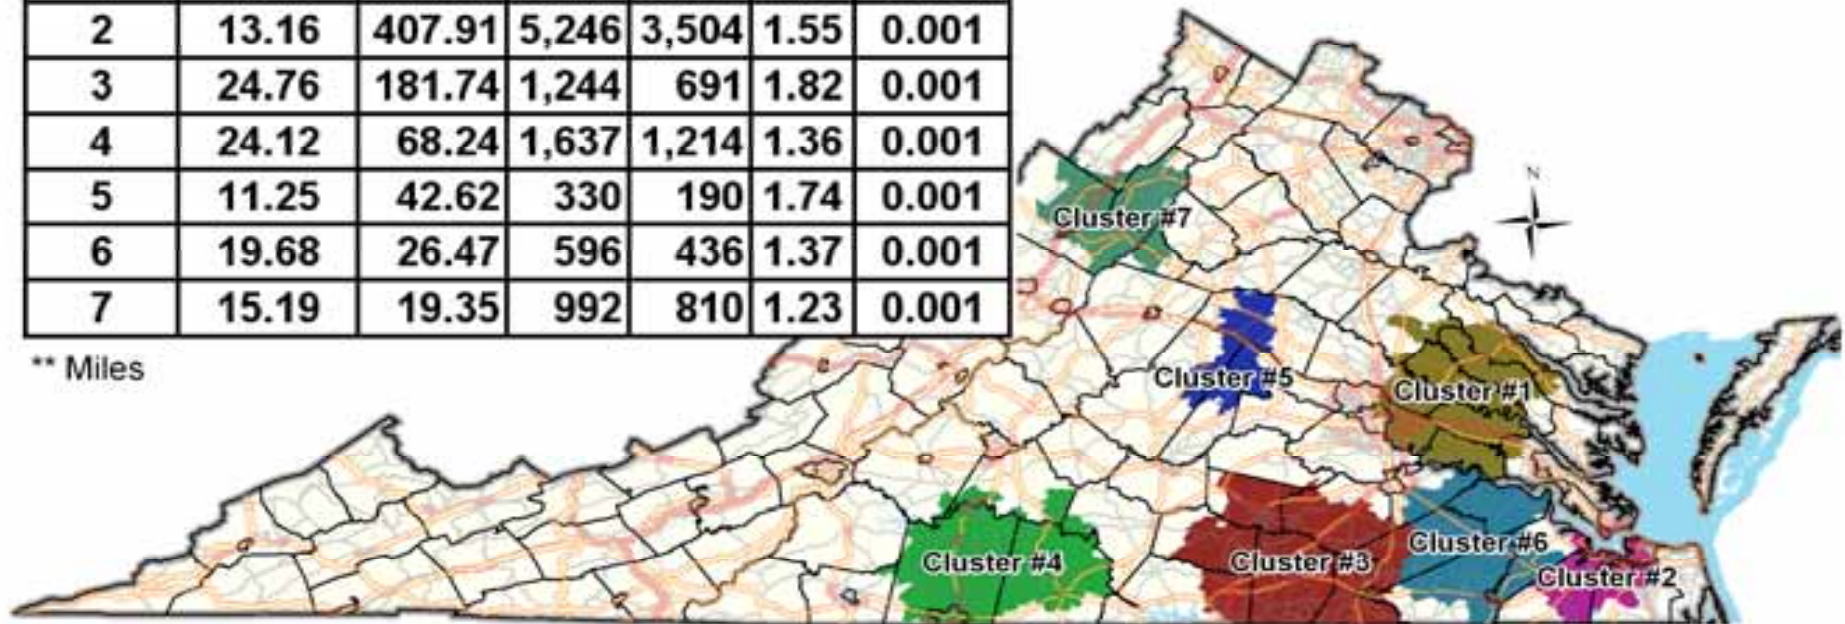 2 13.16 407.91 5,246 3,504 1.55 0.001
3 24.76 181.74 1,244 691 1.82 0.001
4 24.12 68.24 1,637 1,214 1.36 0.001
5 11.25 42.62 330 190 1.74 0.001
6 19.68 26.47 596 436 1.37 0.001
7 15.19 19.35 992 810 1.23 0.001
** Miles
N
Cluster #7
Cluster #5
Cluster #1
Cluster #6
Cluster #4
Cluster #3
Cluster #2